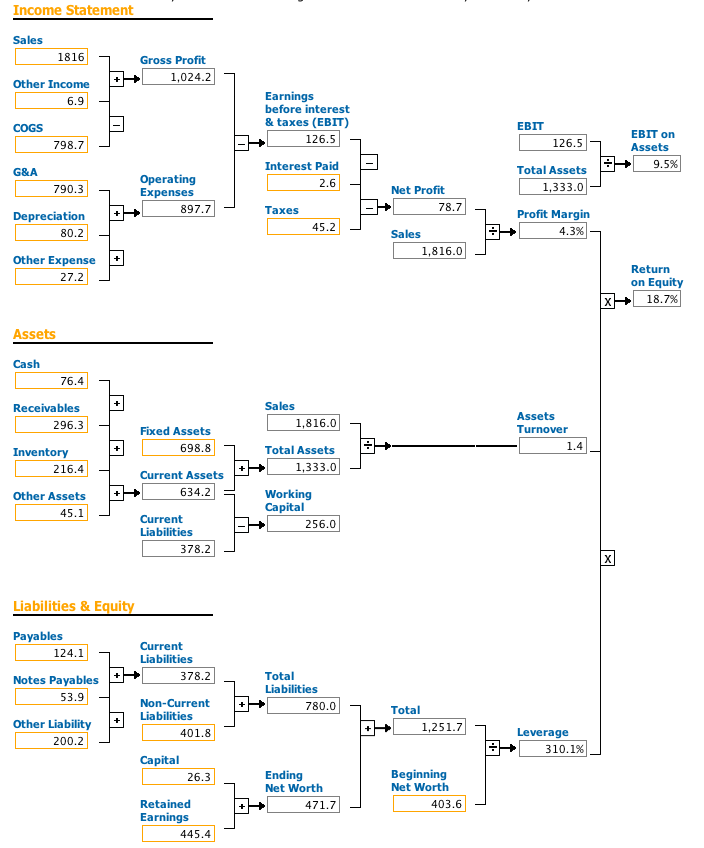 Income Statement
Sales
1816
Other Income
6.9
COGS
798.7
G&A
790.3
Depreciation
80.2
Other Expense
27.2
+
−
+
+
Gross Profit
1,024.2
Operating
Expenses
897.7
−
Earnings
before interest
& taxes (EBIT)
126.5
Interest Paid
2.6
Taxes
45.2
−
−
Net Profit
78.7
Sales
1,816.0
÷
EBIT
126.5
Total Assets
1,333.0
÷
EBIT on
Assets
9.5%
Profit Margin
4.3%
X
Return
on Equity
18.7%
Assets
Cash
76.4
Receivables
296.3
Inventory
216.4
Other Assets
45.1
+
+
+
Fixed Assets
698.8
Current Assets
634.2
Current
Liabilities
378.2
+
−
Sales
1,816.0
Total Assets
1,333.0
Working
Capital
256.0
÷
Assets
Turnover
1.4
X
Liabilities & Equity
Payables
124.1
Notes Payables
53.9
Other Liability
200.2
+
+
Current
Liabilities
378.2
Non-Current
Liabilities
401.8
Capital
26.3
Retained
Earnings
445.4
+
+
Total
Liabilities
780.0
Ending
Net Worth
471.7
+
Total
1,251.7
Beginning
Net Worth
403.6
÷
Leverage
310.1%